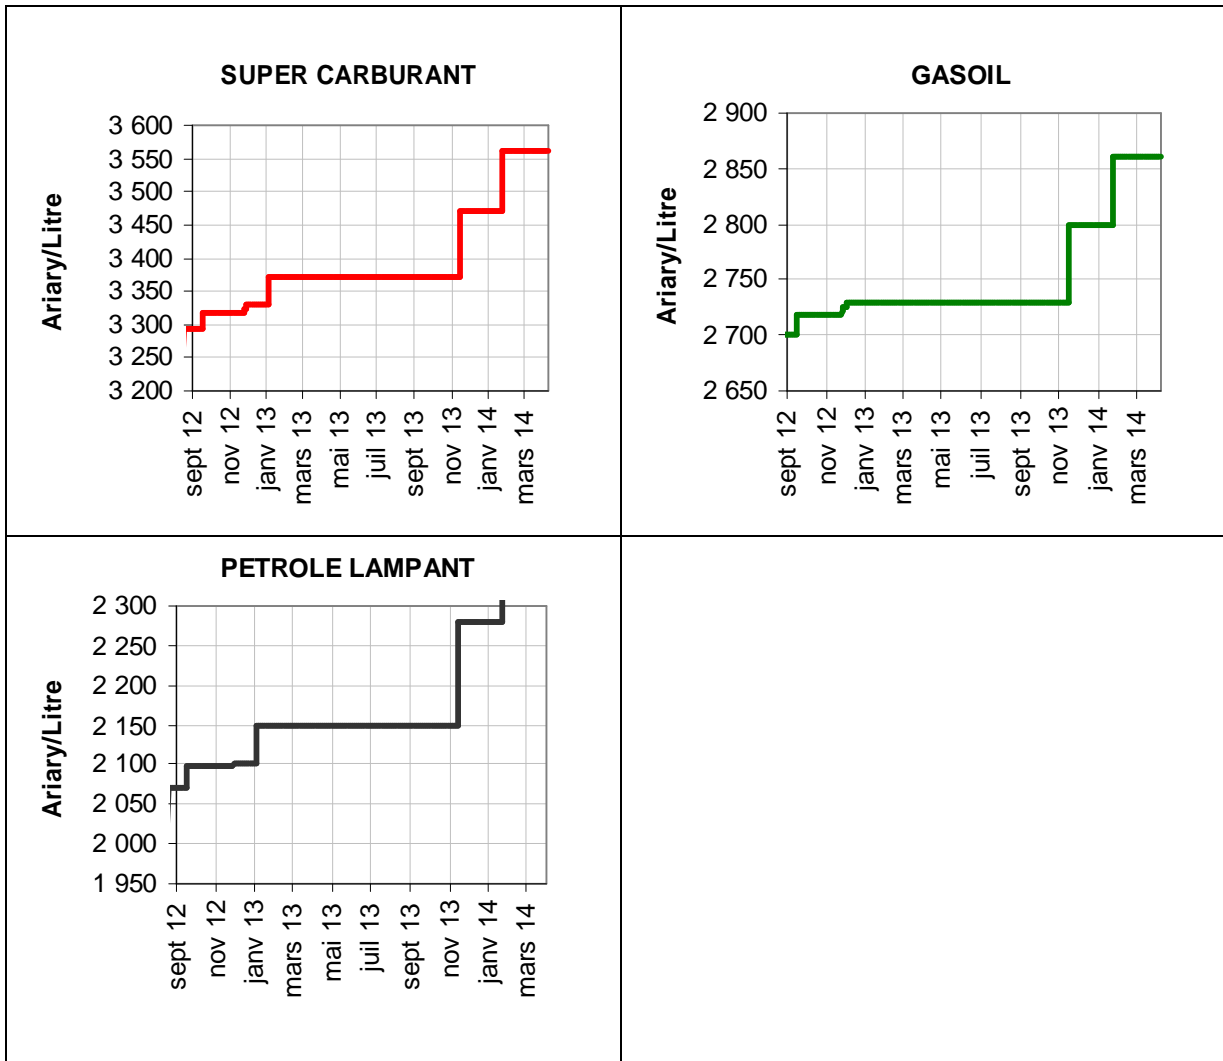 SUPER CARBURANT
Ariary/Litre
3 600
3 550
3 500
3 450
3 400
3 350
3 300
3 250
3 200
sept 12
nov 12
janv 13
mars 13
mai 13
juil 13
sept 13
nov 13
janv 14
mars 14
GASOIL
Ariary/Litre
2 900
2 850
2 800
2 750
2 700
2 650
sept 12
nov 12
janv 13
mars 13
mai 13
juil 13
sept 13
nov 13
janv 14
mars 14
PETROLE LAMPANT
Ariary/Litre
2 300
2 250
2 200
2 150
2 100
2 050
2 000
1 950
sept 12
nov 12
janv 13
mars 13
mai 13
juil 13
sept 13
nov 13
janv 14
mars 14